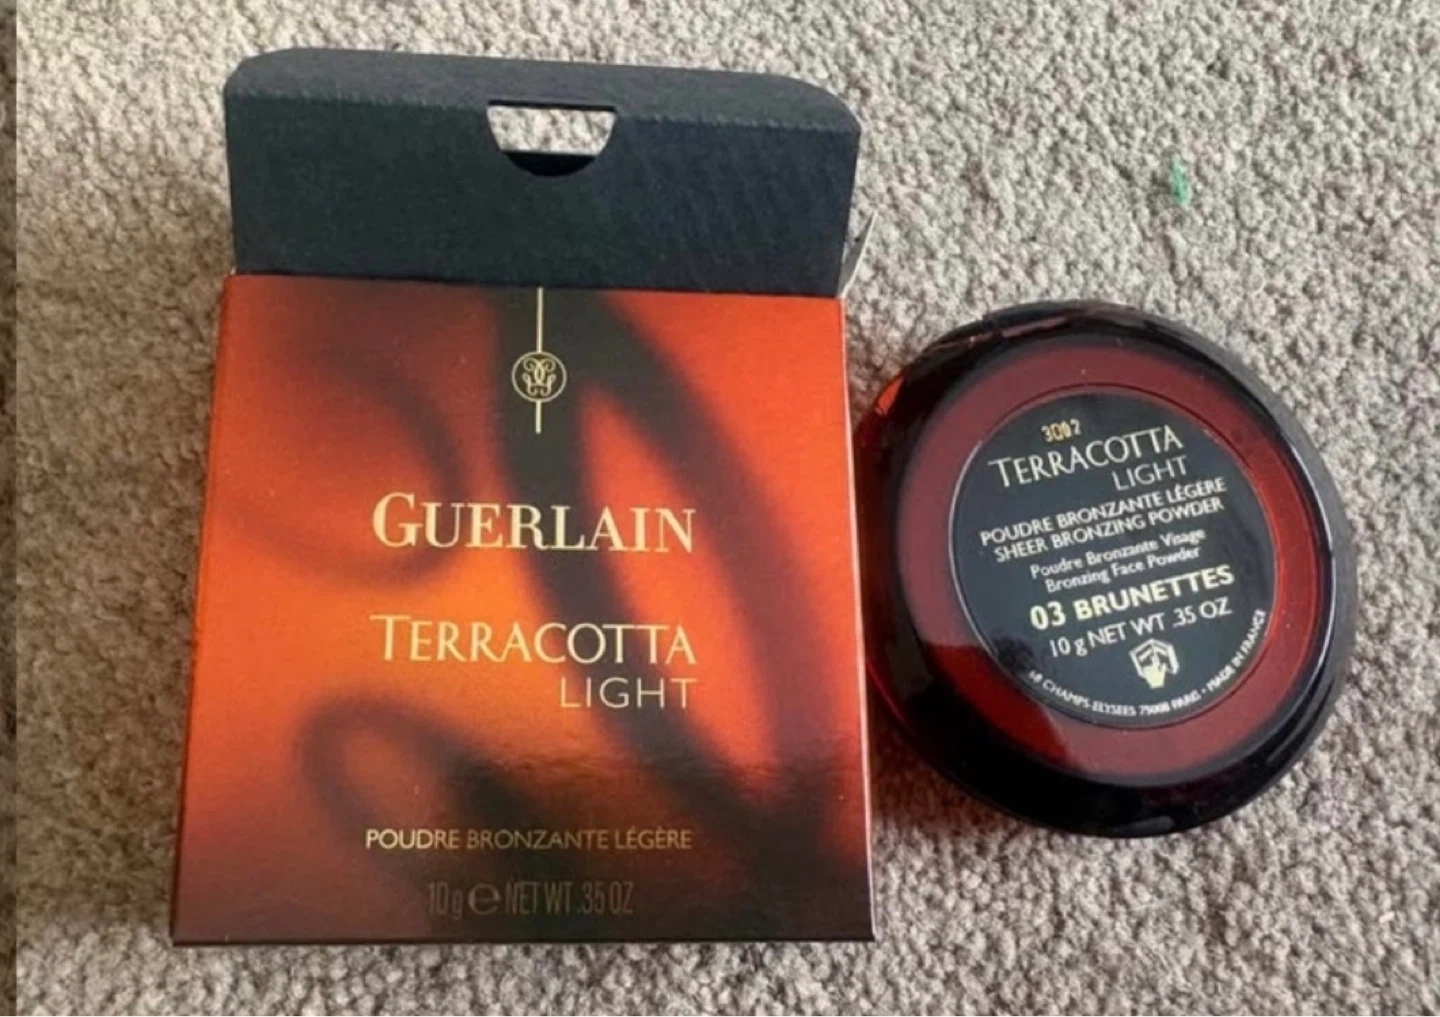 GUERLAIN
TERRACOTTA
LIGHT
POUDRE BRONZANTE LÉGÈRE
10 g e NET WT .35 OZ
3002
TERRACOTTA
LIGHT
POUDRE BRONZANTE LÉGÈRE
SHEER BRONZING POWDER
Poudre Bronzante Visage
Bronzing Face Powder
03 BRUNETTES
10 g NET WT .35 OZ
68 CHAMPS-ELYSEES 75008 PARIS - MADE IN FRANCE